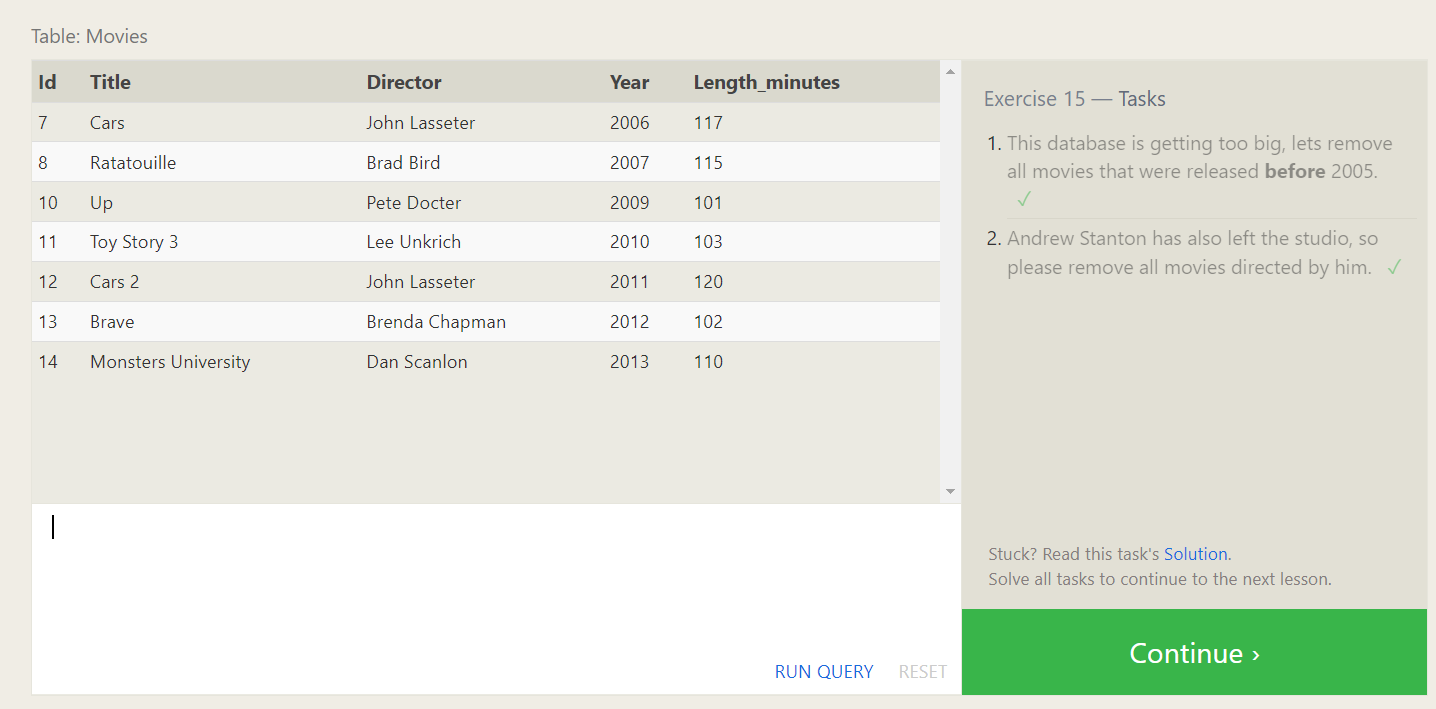 Table: Movies
Id Title Director Year Length_minutes
7 Cars John Lasseter 2006 117
8 Ratatouille Brad Bird 2007 115
10 Up Pete Docter 2009 101
11 Toy Story 3 Lee Unkrich 2010 103
12 Cars 2 John Lasseter 2011 120
13 Brave Brenda Chapman 2012 102
14 Monsters University Dan Scanlon 2013 110
RUN QUERY RESET
Exercise 15 — Tasks
1. This database is getting too big, lets remove
all movies that were released before 2005.
✓
2. Andrew Stanton has also left the studio, so
please remove all movies directed by him. ✓
Stuck? Read this task's Solution.
Solve all tasks to continue to the next lesson.
Continue ›